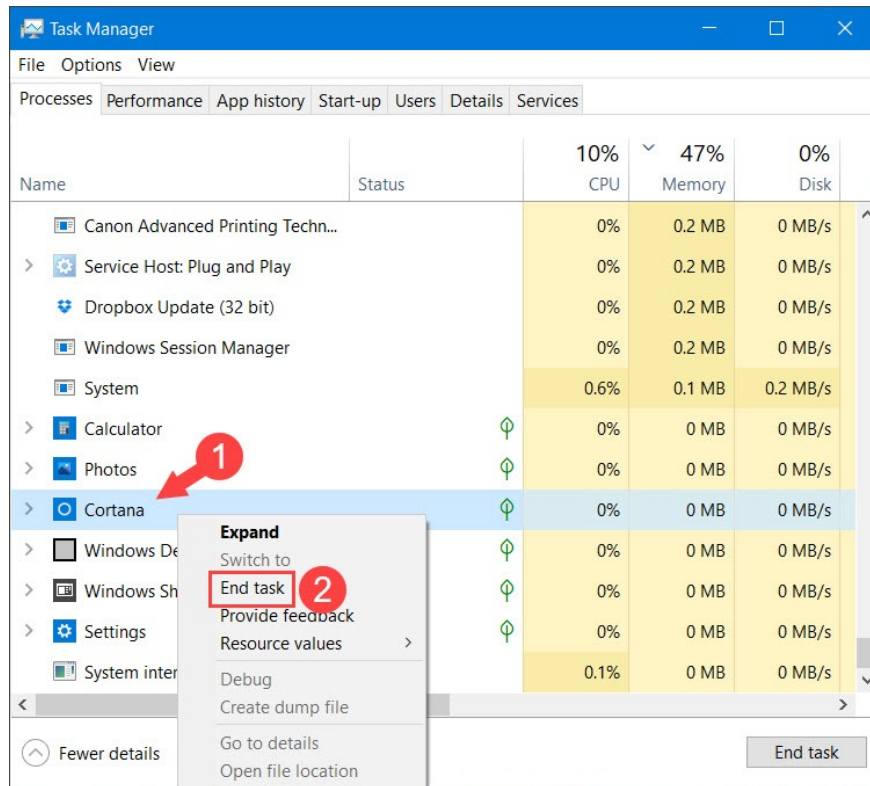 Task Manager
File Options View
Processes Performance App history Start-up Users Details Services
10% 47% 0%
Name Status CPU Memory Disk
Canon Advanced Printing Techn... 0% 0.2 MB 0 MB/s
Service Host: Plug and Play 0% 0.2 MB 0 MB/s
Dropbox Update (32 bit) 0% 0.2 MB 0 MB/s
Windows Session Manager 0% 0.2 MB 0 MB/s
System 0.6% 0.1 MB 0.2 MB/s
Calculator 0% 0 MB 0 MB/s
1
Photos 0% 0 MB 0 MB/s
Cortana 0% 0 MB 0 MB/s
Expand
Windows De 0% 0 MB 0 MB/s
Switch to
Windows Sh End task 2 0% 0 MB 0 MB/s
Provide feedback
Settings 0% 0 MB 0 MB/s
Resource values
System inter 0.1% 0 MB 0 MB/s
Debug
Create dump file
Go to details
Fewer details End task
Open file location